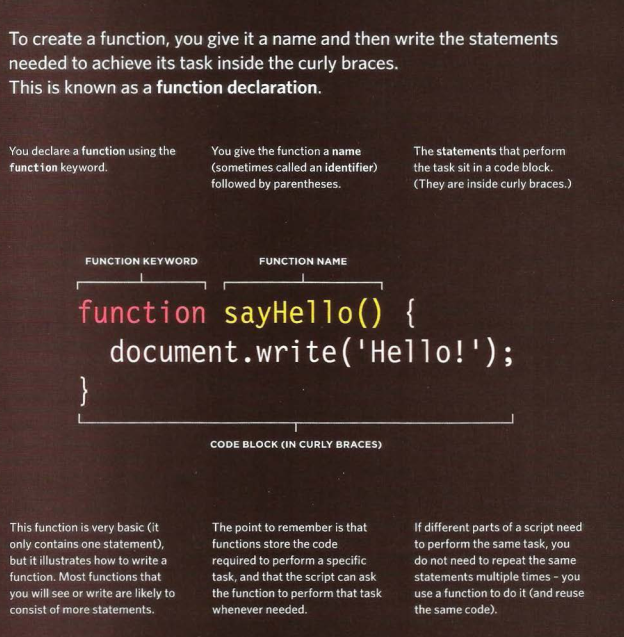 To create a function, you give it a name and then write the statements
needed to achieve its task inside the curly braces.
This is known as a function declaration.
You declare a function using the
function keyword.
You give the function a name
(sometimes called an identifier)
followed by parentheses.
The statements that perform
the task sit in a code block.
(They are inside curly braces.)
FUNCTION KEYWORD
FUNCTION NAME
function sayHello() {
document.write('Hello!');
}
CODE BLOCK (IN CURLY BRACES)
This function is very basic (it
only contains one statement),
but it illustrates how to write a
function. Most functions that
you will see or write are likely to
consist of more statements.
The point to remember is that
functions store the code
required to perform a specific
task, and that the script can ask
the function to perform that task
whenever needed.
If different parts of a script need
to perform the same task, you
do not need to repeat the same
statements multiple times – you
use a function to do it (and reuse
the same code).